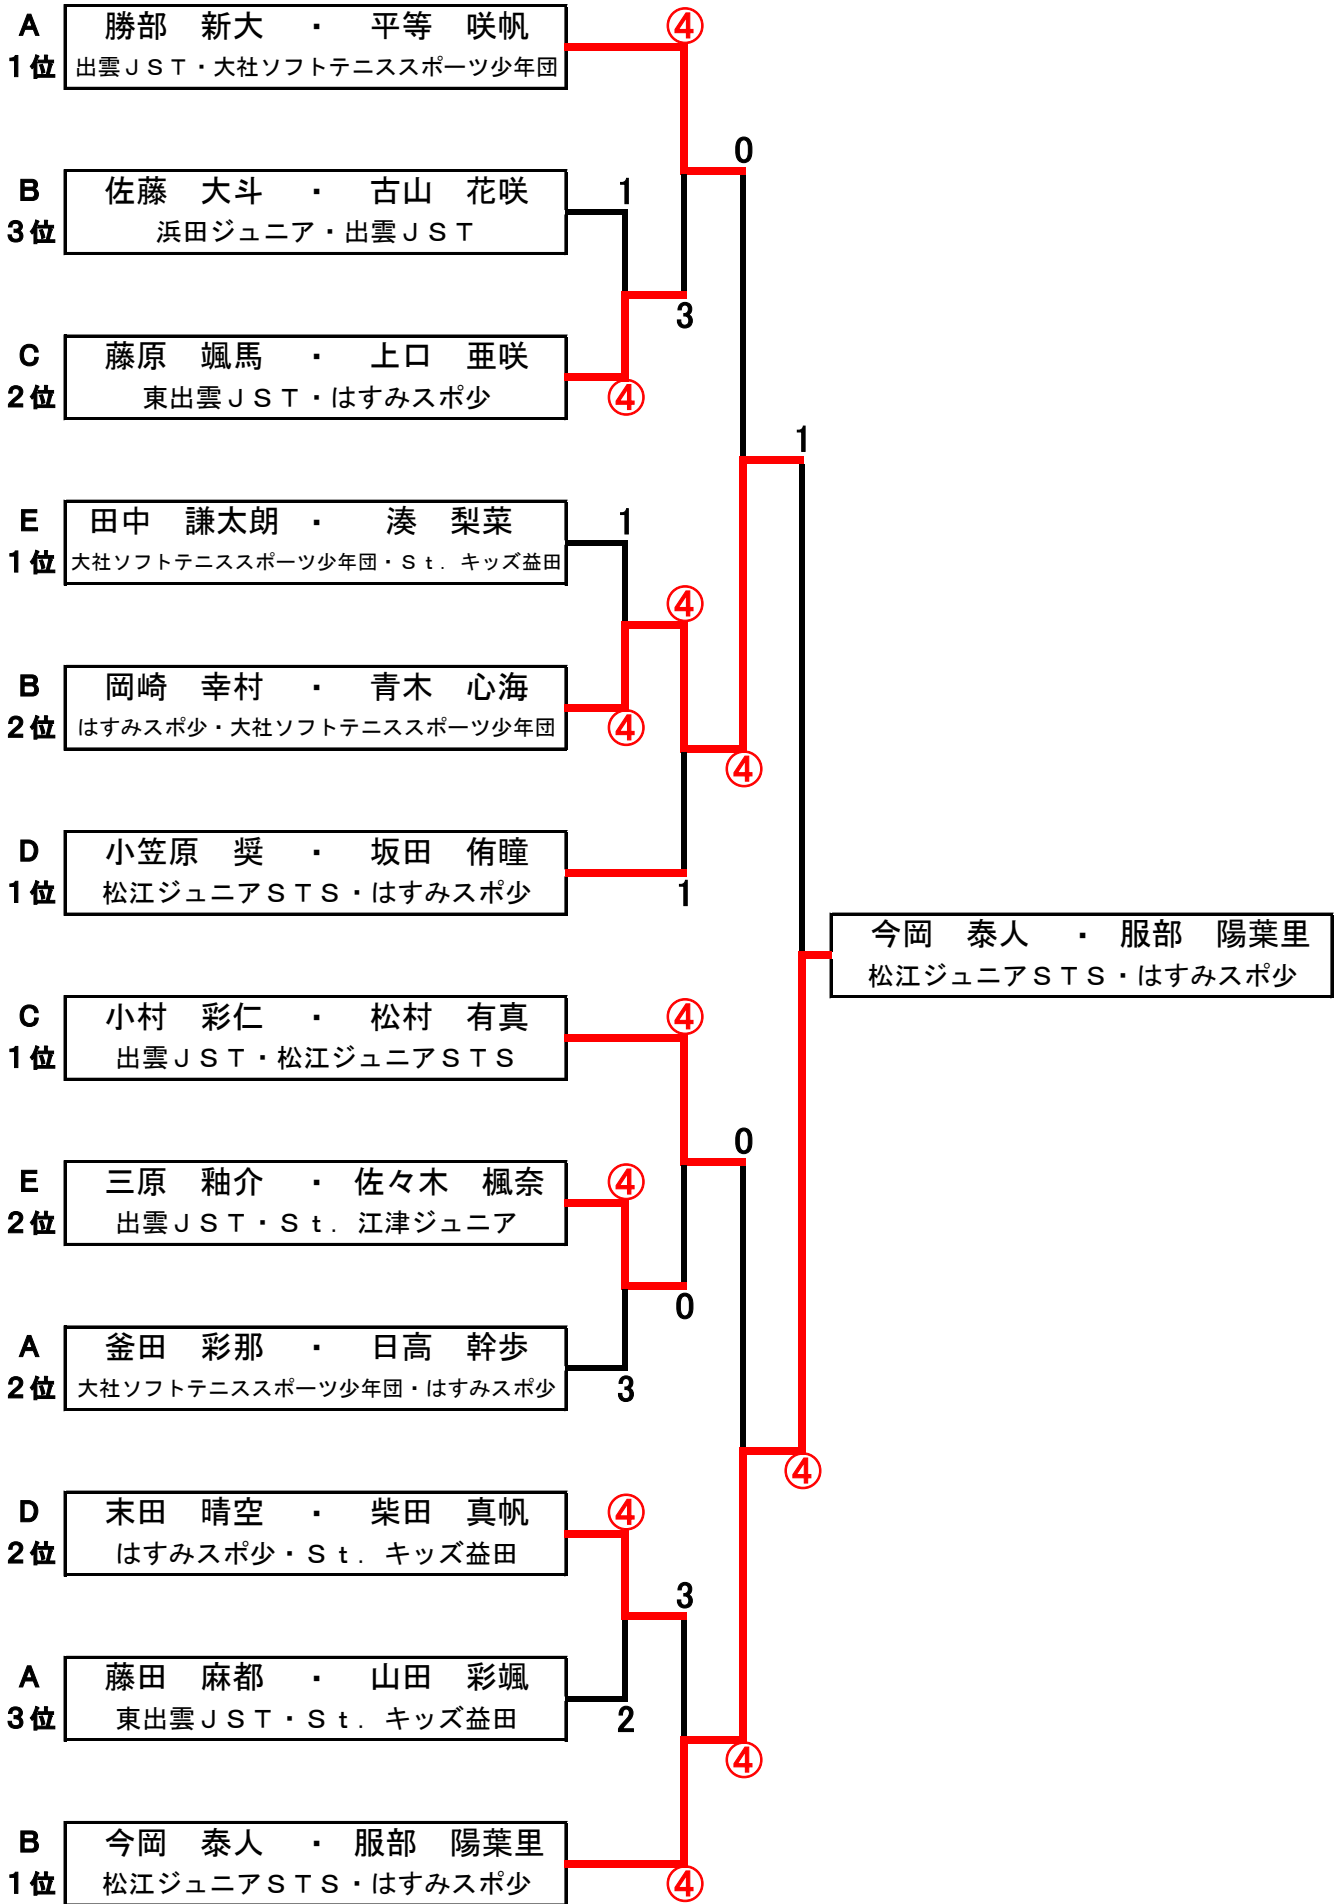 A 勝部　新大　・　平等　咲帆 ④
1位 出雲ＪＳＴ・大社ソフトテニススポーツ少年団
0
B 佐藤　大斗　・　古山　花咲 1
3位 浜田ジュニア・出雲ＪＳＴ
3
C 藤原　颯馬　・　上口　亜咲
2位 東出雲ＪＳＴ・はすみスポ少 ④
1
E 田中　謙太朗　・　湊　梨菜 1
1位 大社ソフトテニススポーツ少年団・Ｓｔ．キッズ益田
④
B 岡崎　幸村　・　青木　心海
2位 はすみスポ少・大社ソフトテニススポーツ少年団 ④
④
D 小笠原　奨　・　坂田　侑瞳
1位 松江ジュニアＳＴＳ・はすみスポ少 1
今岡　泰人　・　服部　陽葉里
松江ジュニアＳＴＳ・はすみスポ少
C 小村　彩仁　・　松村　有真 ④
1位 出雲ＪＳＴ・松江ジュニアＳＴＳ
0
E 三原　釉介　・　佐々木　楓奈 ④
2位 出雲ＪＳＴ・Ｓｔ．江津ジュニア
0
A 釜田　彩那　・　日高　幹歩
2位 大社ソフトテニススポーツ少年団・はすみスポ少 3
④
D 末田　晴空　・　柴田　真帆 ④
2位 はすみスポ少・Ｓｔ．キッズ益田
3
A 藤田　麻都　・　山田　彩颯
3位 東出雲ＪＳＴ・Ｓｔ．キッズ益田 2
④
B 今岡　泰人　・　服部　陽葉里
1位 松江ジュニアＳＴＳ・はすみスポ少 ④